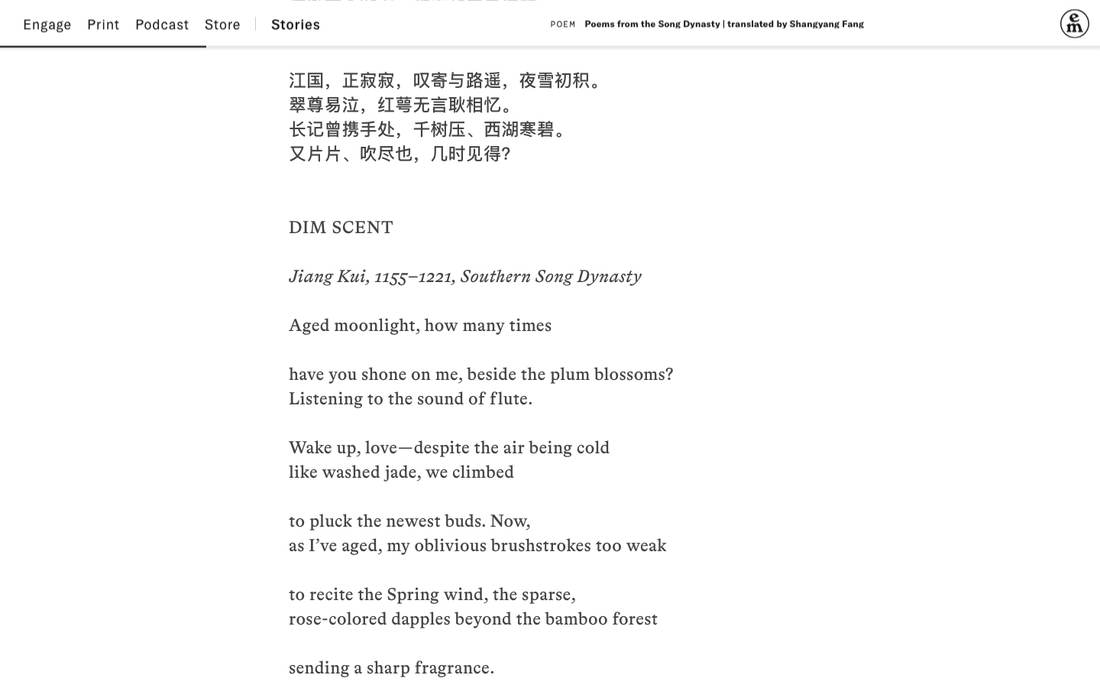 Engage Print Podcast Store Stories
POEM Poems from the Song Dynasty | translated by Shangyang Fang
em
江国，正寂寂，叹寄与路遥，夜雪初积。
翠尊易泣，红萼无言耿相忆。
长记曾携手处，千树压、西湖寒碧。
又片片、吹尽也，几时见得?
DIM SCENT
Jiang Kui, 1155–1221, Southern Song Dynasty
Aged moonlight, how many times
have you shone on me, beside the plum blossoms?
Listening to the sound of flute.
Wake up, love—despite the air being cold
like washed jade, we climbed
to pluck the newest buds. Now,
as I’ve aged, my oblivious brushstrokes too weak
to recite the Spring wind, the sparse,
rose-colored dapples beyond the bamboo forest
sending a sharp fragrance.